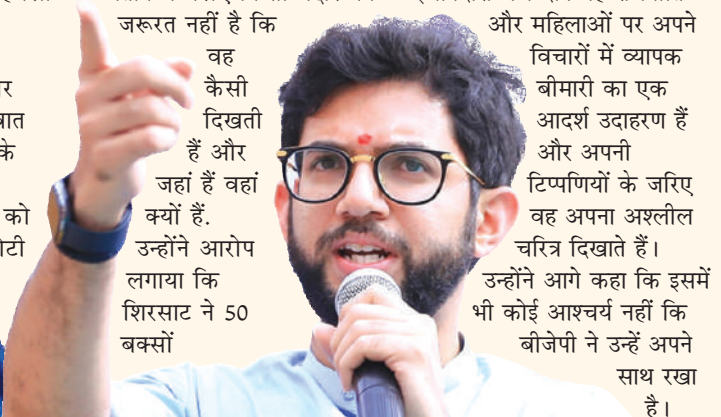 जरूरत नहीं है कि
वह
कैसी
दिखती
हैं और
जहां हैं वहां
क्यों हैं.
उन्होंने आरोप
लगाया कि
शिरसाट ने 50
बक्सों
और महिलाओं पर अपने
विचारों में व्यापक
बीमारी का एक
आदर्श उदाहरण हैं
और अपनी
टिप्पणियों के जरिए
वह अपना अश्लील
चरित्र दिखाते हैं।
उन्होंने आगे कहा कि इसमें
भी कोई आश्चर्य नहीं कि
बीजेपी ने उन्हें अपने
साथ रखा
है।